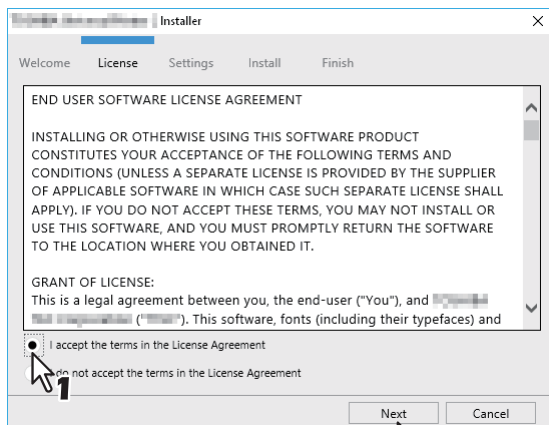 Installer
Welcome License Settings Install Finish
END USER SOFTWARE LICENSE AGREEMENT
INSTALLING OR OTHERWISE USING THIS SOFTWARE PRODUCT
CONSTITUTES YOUR ACCEPTANCE OF THE FOLLOWING TERMS AND
CONDITIONS (UNLESS A SEPARATE LICENSE IS PROVIDED BY THE SUPPLIER
OF APPLICABLE SOFTWARE IN WHICH CASE SUCH SEPARATE LICENSE SHALL
APPLY). IF YOU DO NOT ACCEPT THESE TERMS, YOU MAY NOT INSTALL OR
USE THIS SOFTWARE, AND YOU MUST PROMPTLY RETURN THE SOFTWARE
TO THE LOCATION WHERE YOU OBTAINED IT.
GRANT OF LICENSE:
This is a legal agreement between you, the end-user ("You"), and
(" "). This software, fonts (including their typefaces) and
I accept the terms in the License Agreement
do not accept the terms in the License Agreement
1
Next Cancel